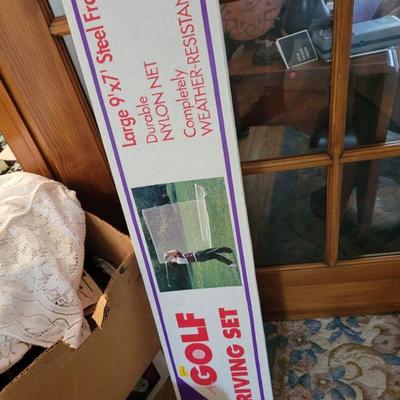 Large 9'x7' Steel Fra
Durable
NYLON NET
Completely
WEATHER-RESISTAN
GOLF
RIVING SET